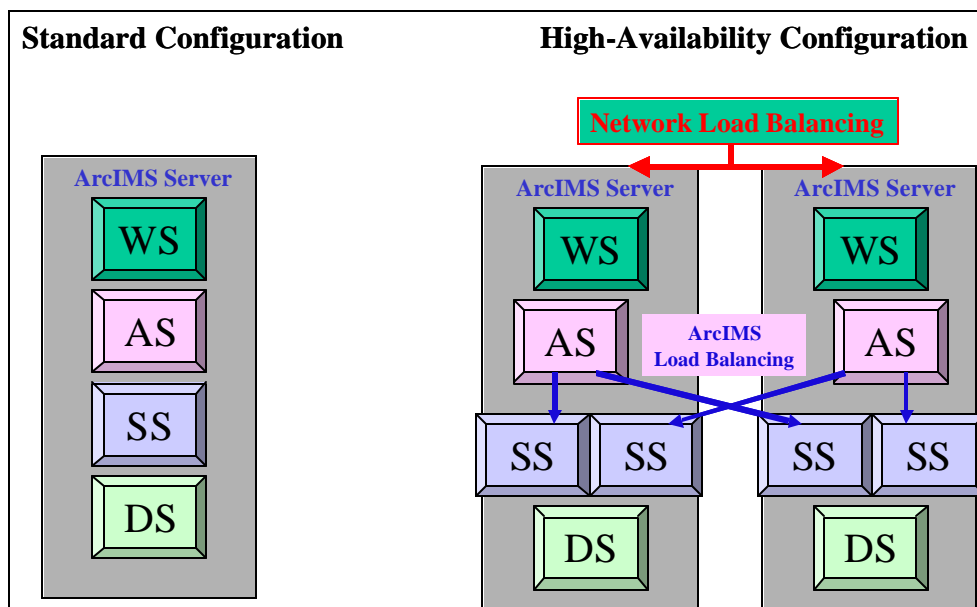 Standard Configuration
High-Availability Configuration
Network Load Balancing
ArcIMS Server
WS
AS
SS
DS
ArcIMS Server
WS
AS
SS
SS
DS
ArcIMS
Load Balancing
ArcIMS Server
WS
AS
SS
SS
DS